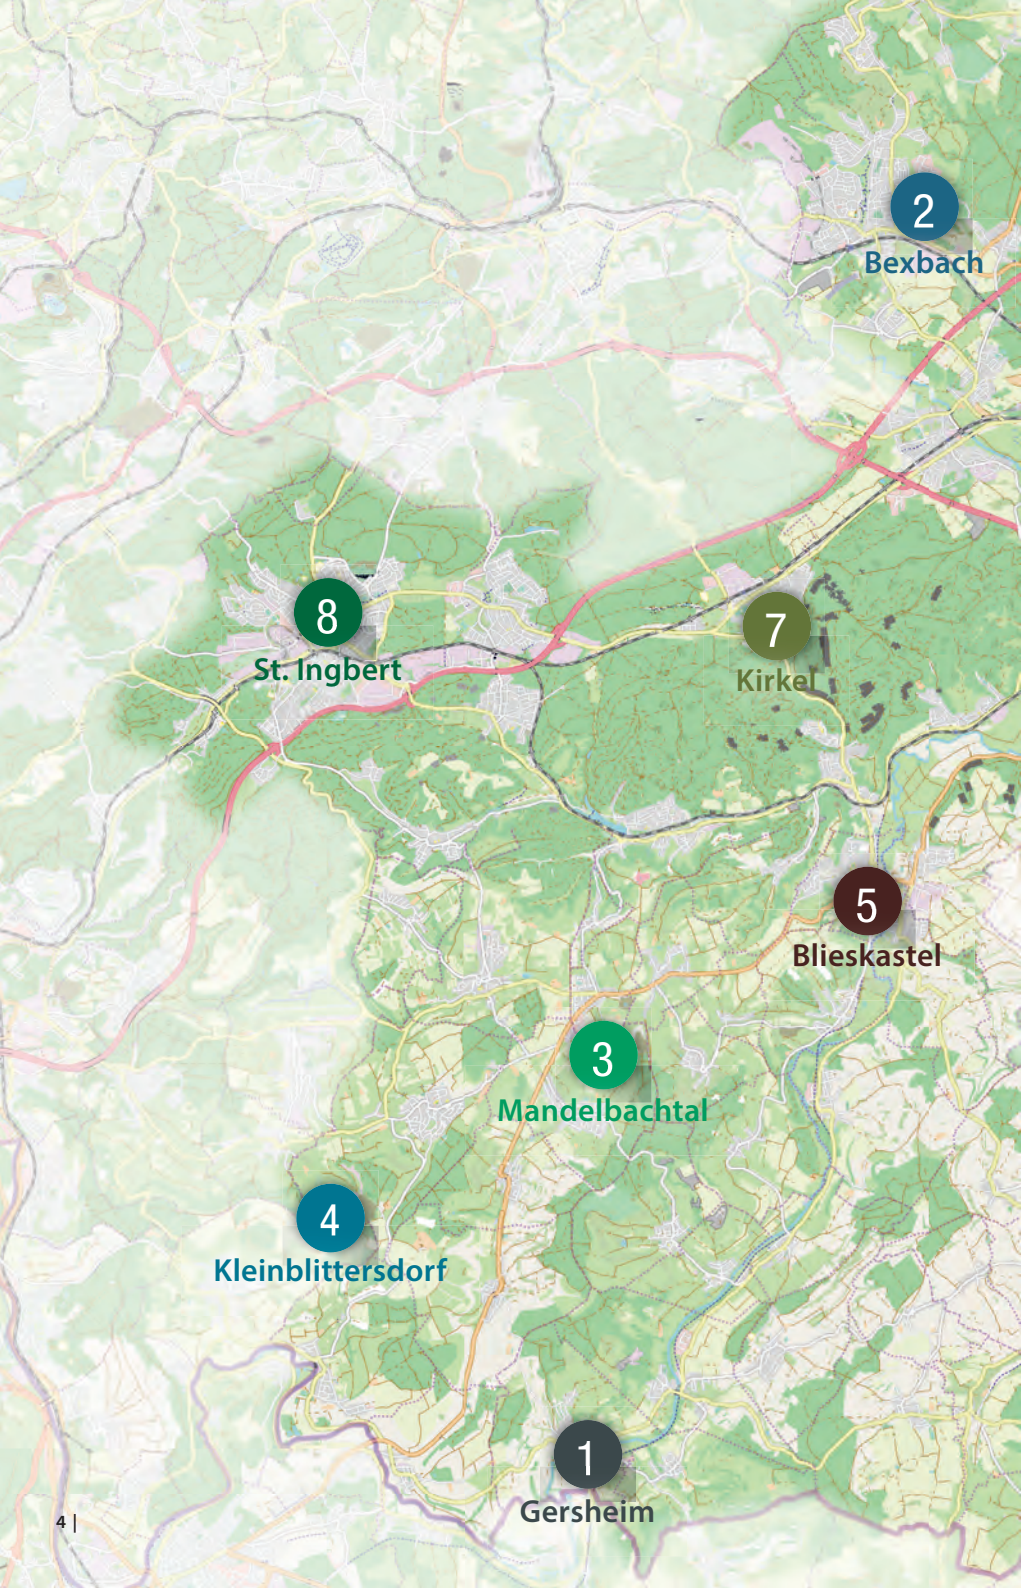 2
Bexbach
8
St. Ingbert
7
Kirkel
5
Blieskastel
3
Mandelbachtal
4
Kleinblittersdorf
1
Gersheim
4 |